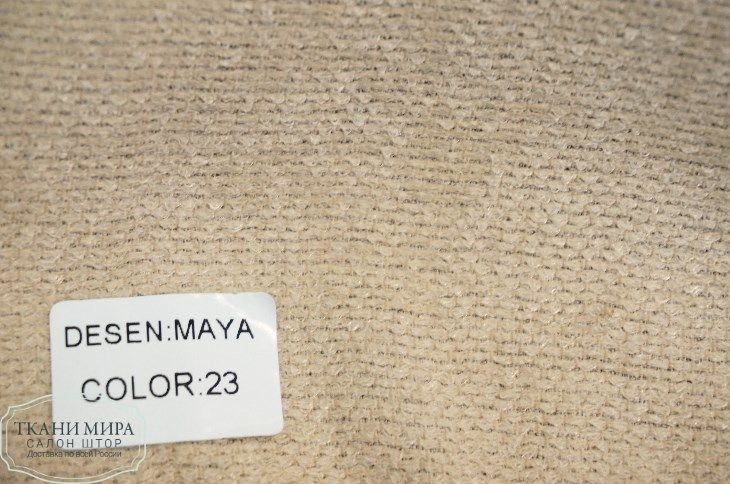 DESEN:MAYA
COLOR:23
ТКАНИ МИРА
САЛОН ШТОР
Доставка по всей России